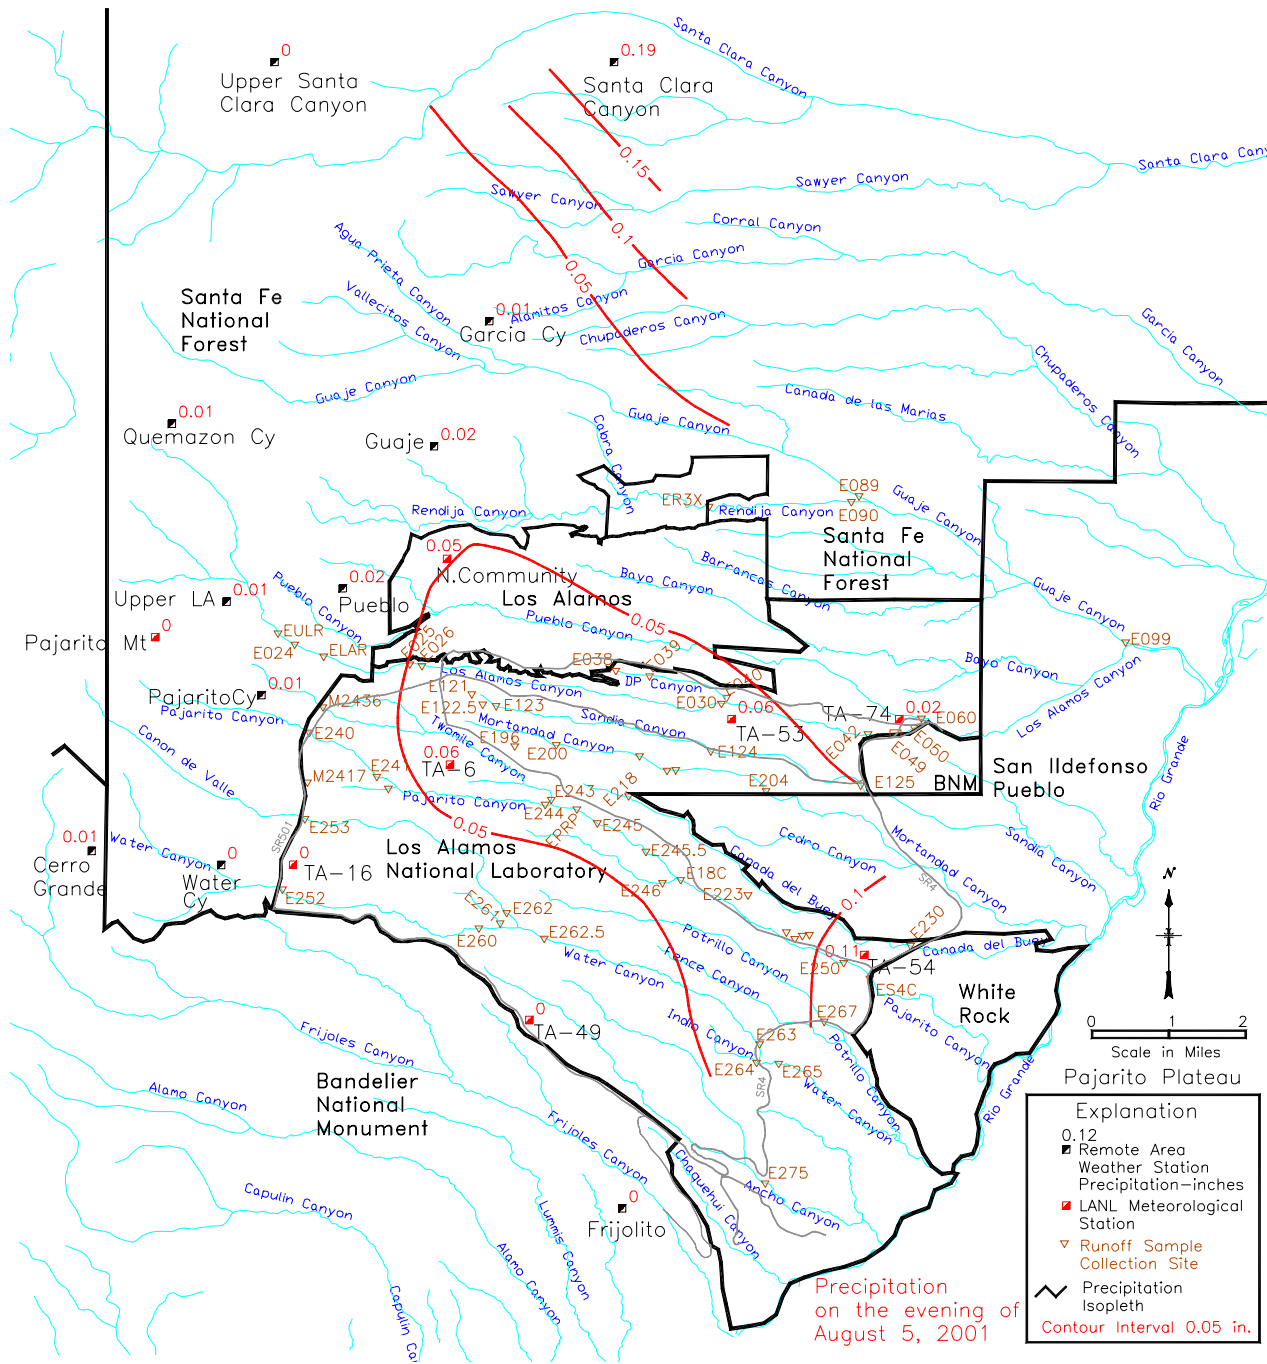 0
Upper Santa
Clara Canyon
0.19
Santa Clara
Canyon
Santa Clara Canyon
0.15
Sawyer Canyon
Sawyer Canyon
Corral Canyon
0.1
Garcia Canyon
0.05
Agua Prieta Canyon
Vallecitos Canyon
Alamitos Canyon
Chupaderos Canyon
0.01
Garcia Cy
Santa Fe
National
Forest
Garcia Canyon
Chupaderos Canyon
Guaje Canyon
Canada de las Marias
Guaje Canyon
0.01
Quemazon Cy
Guaje
0.02
Cabra Canyon
ER3X
Rendija Canyon
Rendija Canyon
E089
E090
Guaje Canyon
Santa Fe
National
Forest
0.05
N.Community
Los Alamos
Bayo Canyon
Barrancas Canyon
Pueblo Canyon
0.05
Guaje Canyon
0.02
Pueblo
Upper LA
0.01
Pueblo Canyon
0
Pajarito Mt
EULR
E024
ELAR
E025
E026
E038
E039
E040
DP Canyon
Los Alamos Canyon
E099
Bayo Canyon
Los Alamos Canyon
0.01
PajaritoCy
Pajarito Canyon
M2436
E121
E122.5
E123
E030
0.06
TA-53
TA-74
0.02
E060
E050
E049
E042
Sandia Canyon
Mortandad Canyon
Twomile Canyon
E196
E200
E124
E240
Canon de Valle
0.06
TA-6
M2417
E241
Pajarito Canyon
E243
E244
E218
E204
E125
BNM
San Ildefonso
Pueblo
Rio Grande
EPRP
E245
0.05
E253
SR501
Los Alamos
National Laboratory
Cedro Canyon
Mortandad Canyon
Sandia Canyon
E245.5
Canada del Buey
SR4
0.01
Cerro
Grande
Water Canyon
0
Water
Cy
0
TA-16
E252
E246
E18C
E223
0.1
E230
Canada del Buey
E261
E262
E260
E262.5
Water Canyon
Potrillo Canyon
Fence Canyon
0.11
TA-54
E250
ES4C
White
Rock
Pajarito Canyon
0
TA-49
Indio Canyon
E267
E263
E264
E265
Potrillo Canyon
Water Canyon
SR4
Rio Grande
Frijoles Canyon
Alamo Canyon
Bandelier
National
Monument
Frijoles Canyon
Chaquehui Canyon
E275
Ancho Canyon
Capulin Canyon
Lummis Canyon
Alamo Canyon
0
Frijolito
N
0 1 2
Scale in Miles
Pajarito Plateau
Explanation
0.12
Remote Area
Weather Station
Precipitation-inches
LANL Meteorological
Station
Runoff Sample
Collection Site
Precipitation
Isopleth
Contour Interval 0.05 in.
Precipitation
on the evening of
August 5, 2001